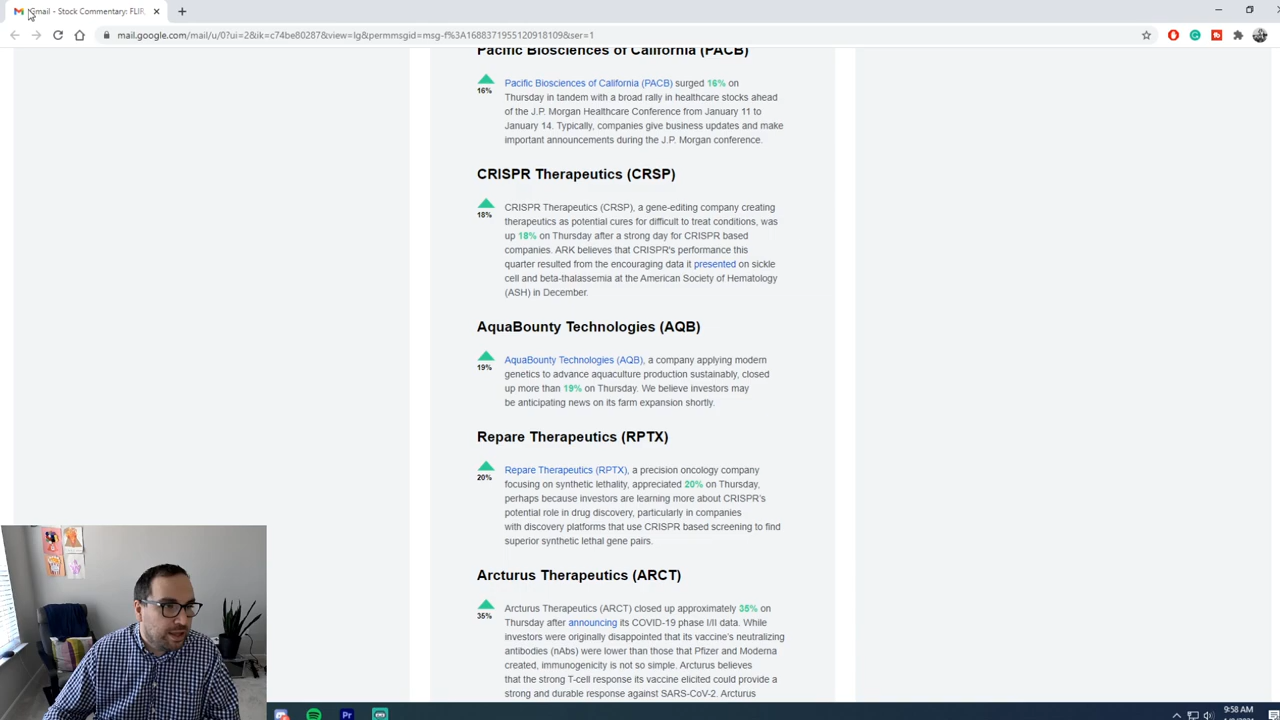 Gmail - Stock Commentary: FLIR
mail.google.com/mail/u/0?ui=2&ik=c74be80287&view=lg&permmsgid=msg-f%3A1688371955120918109&ser=1
Pacific Biosciences of California (PACB)
16%
Pacific Biosciences of California (PACB) surged 16% on
Thursday in tandem with a broad rally in healthcare stocks ahead
of the J.P. Morgan Healthcare Conference from January 11 to
January 14. Typically, companies give business updates and make
important announcements during the J.P. Morgan conference.
CRISPR Therapeutics (CRSP)
18%
CRISPR Therapeutics (CRSP), a gene-editing company creating
therapeutics as potential cures for difficult to treat conditions, was
up 18% on Thursday after a strong day for CRISPR based
companies. ARK believes that CRISPR's performance this
quarter resulted from the encouraging data it presented on sickle
cell and beta-thalassemia at the American Society of Hematology
(ASH) in December.
AquaBounty Technologies (AQB)
19%
AquaBounty Technologies (AQB), a company applying modern
genetics to advance aquaculture production sustainably, closed
up more than 19% on Thursday. We believe investors may
be anticipating news on its farm expansion shortly.
Repare Therapeutics (RPTX)
20%
Repare Therapeutics (RPTX), a precision oncology company
focusing on synthetic lethality, appreciated 20% on Thursday,
perhaps because investors are learning more about CRISPR's
potential role in drug discovery, particularly in companies
with discovery platforms that use CRISPR based screening to find
superior synthetic lethal gene pairs.
Arcturus Therapeutics (ARCT)
35%
Arcturus Therapeutics (ARCT) closed up approximately 35% on
Thursday after announcing its COVID-19 phase I/II data. While
investors were originally disappointed that its vaccine's neutralizing
antibodies (nAbs) were lower than those that Pfizer and Moderna
created, immunogenicity is not so simple. Arcturus believes
that the strong T-cell response its vaccine elicited could provide a
strong and durable response against SARS-CoV-2. Arcturus
Pr
9:58 AM